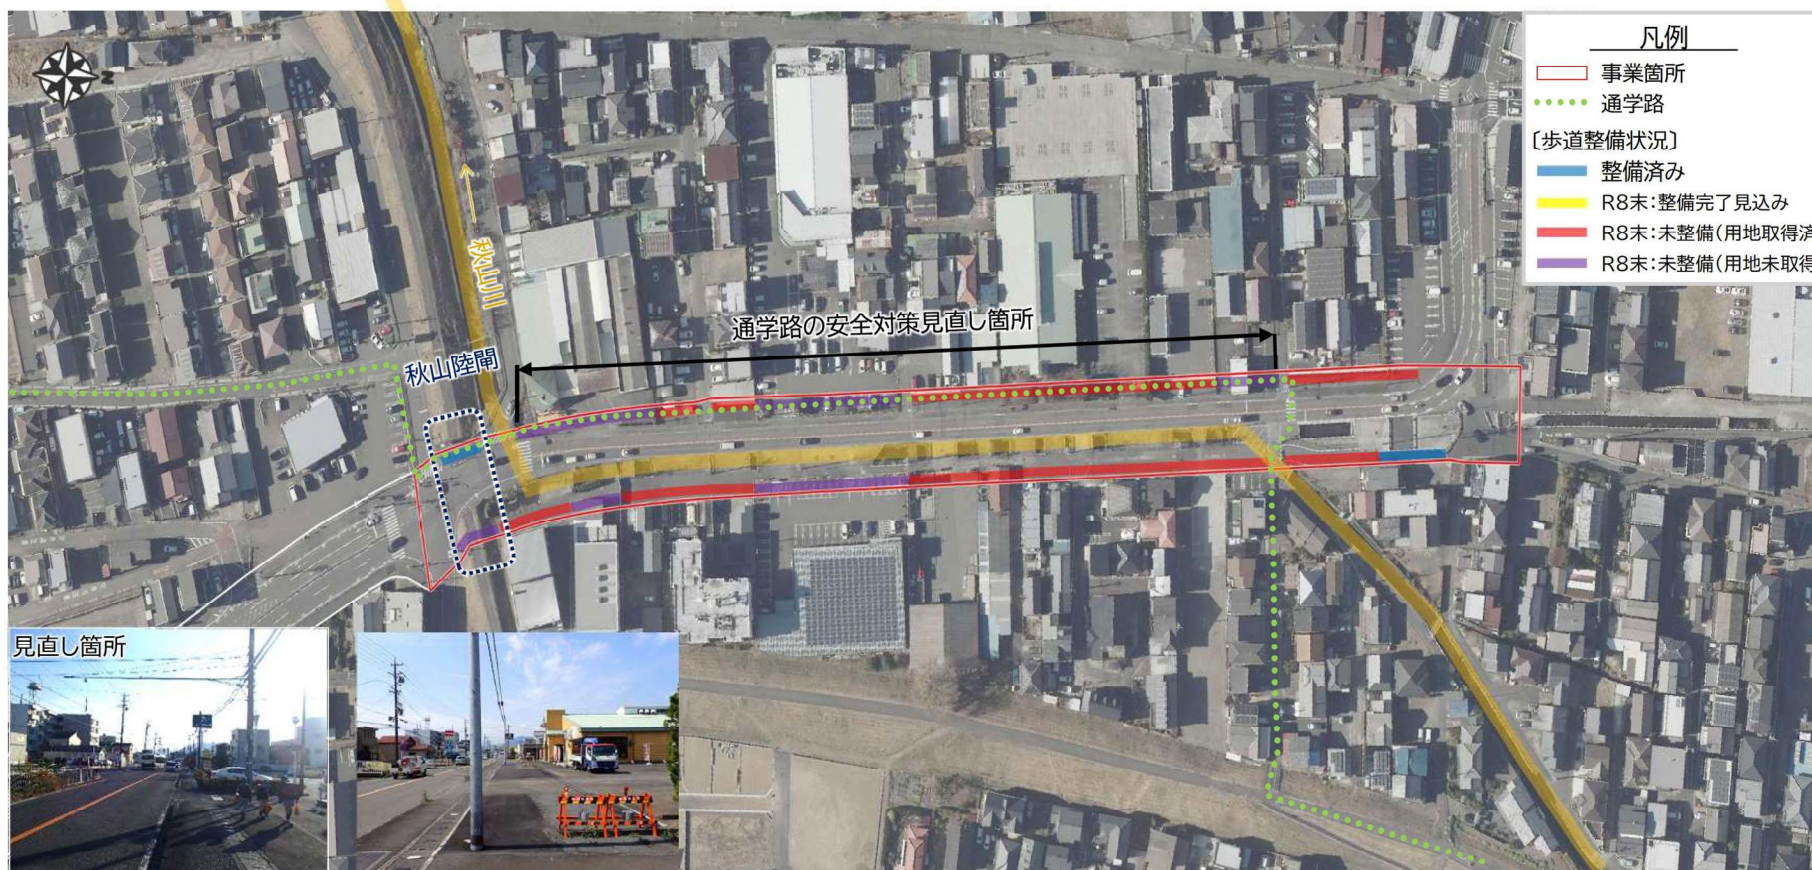 N
凡例
事業箇所
通学路
〔歩道整備状況〕
整備済み
R8末:整備完了見込み
R8末:未整備(用地取得済
R8末:未整備(用地未取得
秋山川
通学路の安全対策見直し箇所
秋山陸閘
見直し箇所